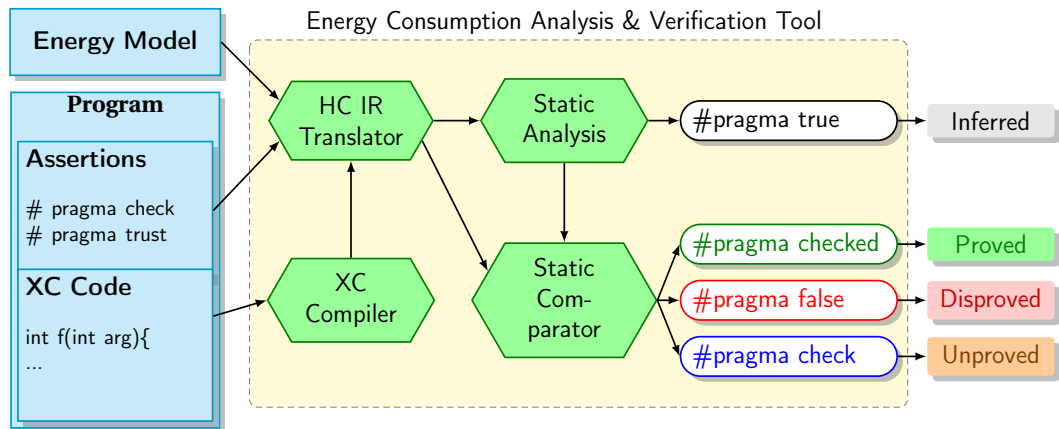 Energy Consumption Analysis & Verification Tool
Energy Model
Program
Assertions
# pragma check
# pragma trust
XC Code
int f(int arg){
...
HC IR
Translator
XC
Compiler
Static
Analysis
Static
Com-
parator
#pragma true
#pragma checked
#pragma false
#pragma check
Inferred
Proved
Disproved
Unproved